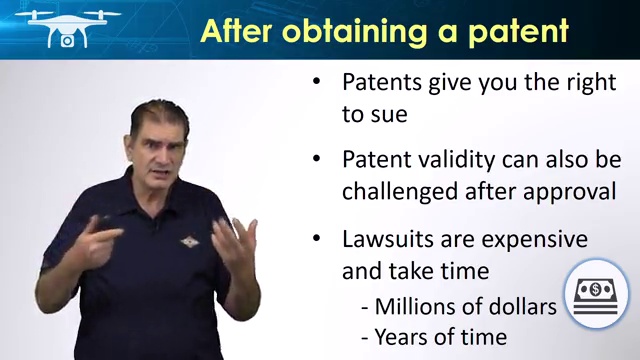 After obtaining a patent
• Patents give you the right
to sue
• Patent validity can also be
challenged after approval
• Lawsuits are expensive
and take time
- Millions of dollars
- Years of time
$